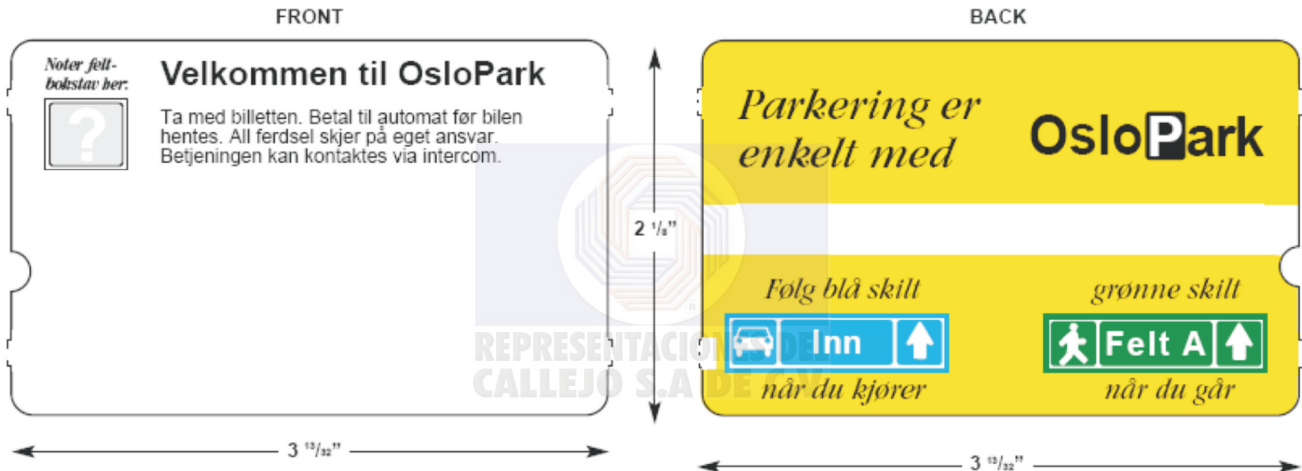 FRONT
Noter felt-
bokstav her:
?
Velkommen til OsloPark
Ta med billetten. Betal til automat før bilen
hentes. All ferdsel skjer på eget ansvar.
Betjeningen kan kontaktes via intercom.
3 13/32”
2 1/8”
BACK
Parkering er
enkelt med
OsloPark
Følg blå skilt
Inn
når du kjører
grønne skilt
Felt A
når du går
3 13/32”
REPRESENTACIONES DEL
CALLEJO S.A DE C.V.